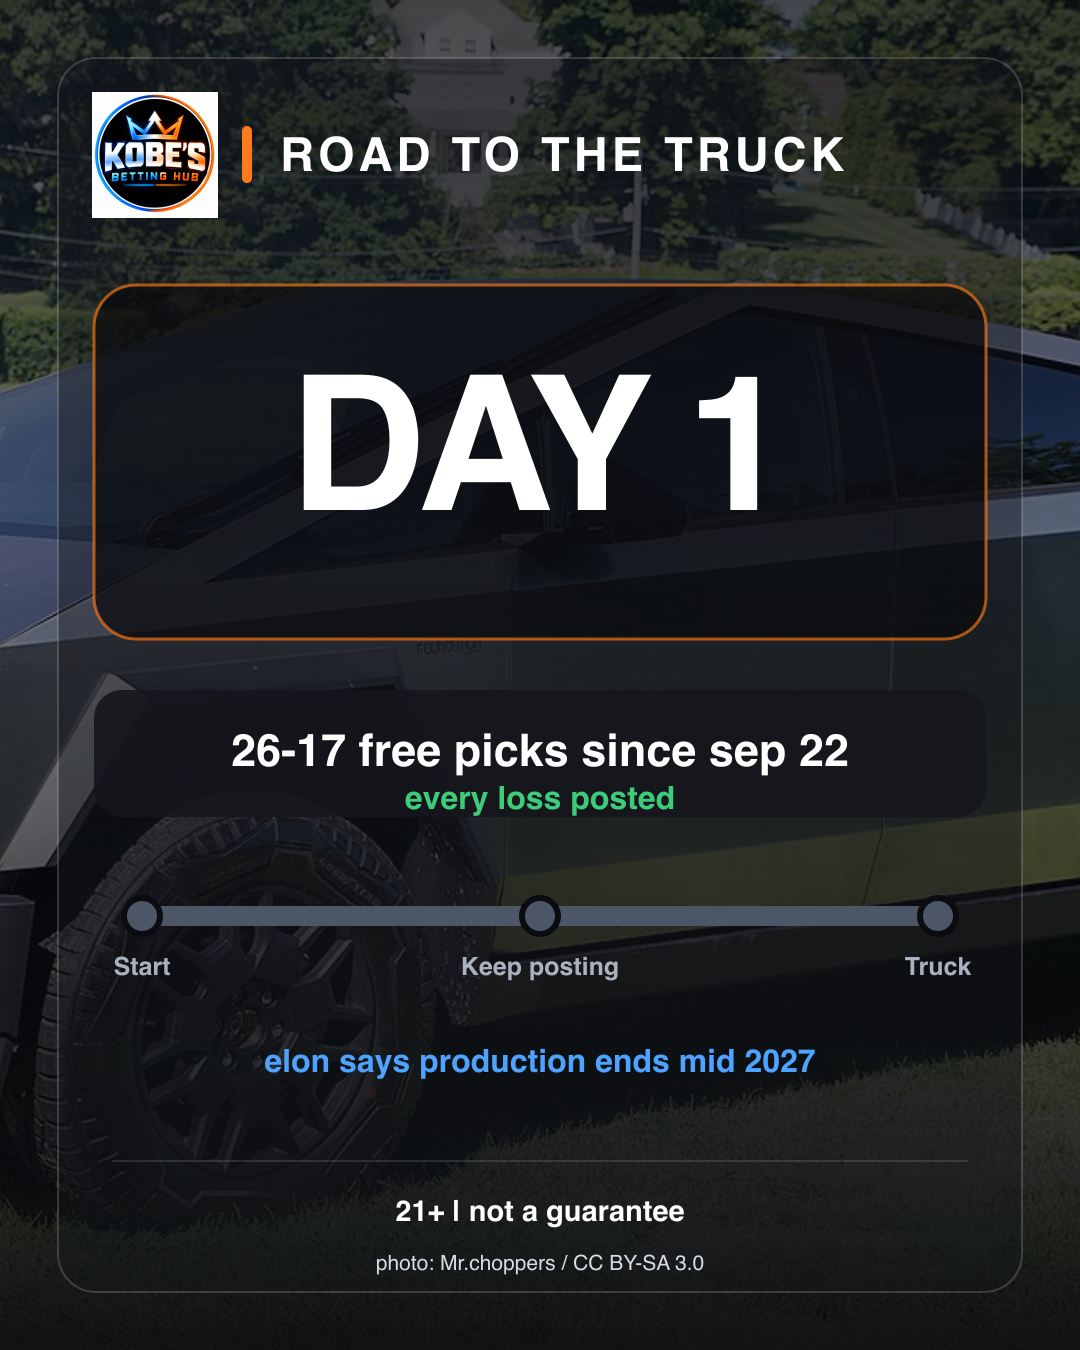 KOBE'S
BETTING HUB
ROAD TO THE TRUCK
DAY 1
26-17 free picks since sep 22
every loss posted
Start
Keep posting
Truck
elon says production ends mid 2027
21+ | not a guarantee
photo: Mr.choppers / CC BY-SA 3.0